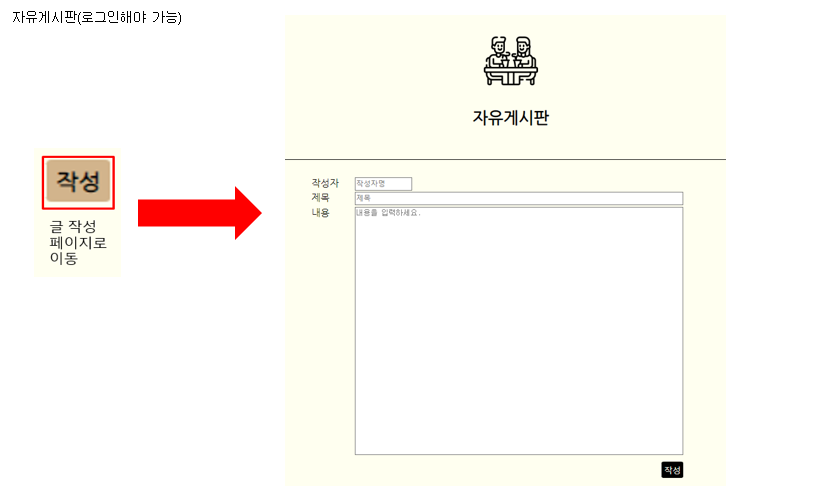 자유게시판(로그인해야 가능)
작성
글 작성
페이지로
이동
자유게시판
작성자 작성자명
제목 제목
내용 내용을 입력하세요.
작성